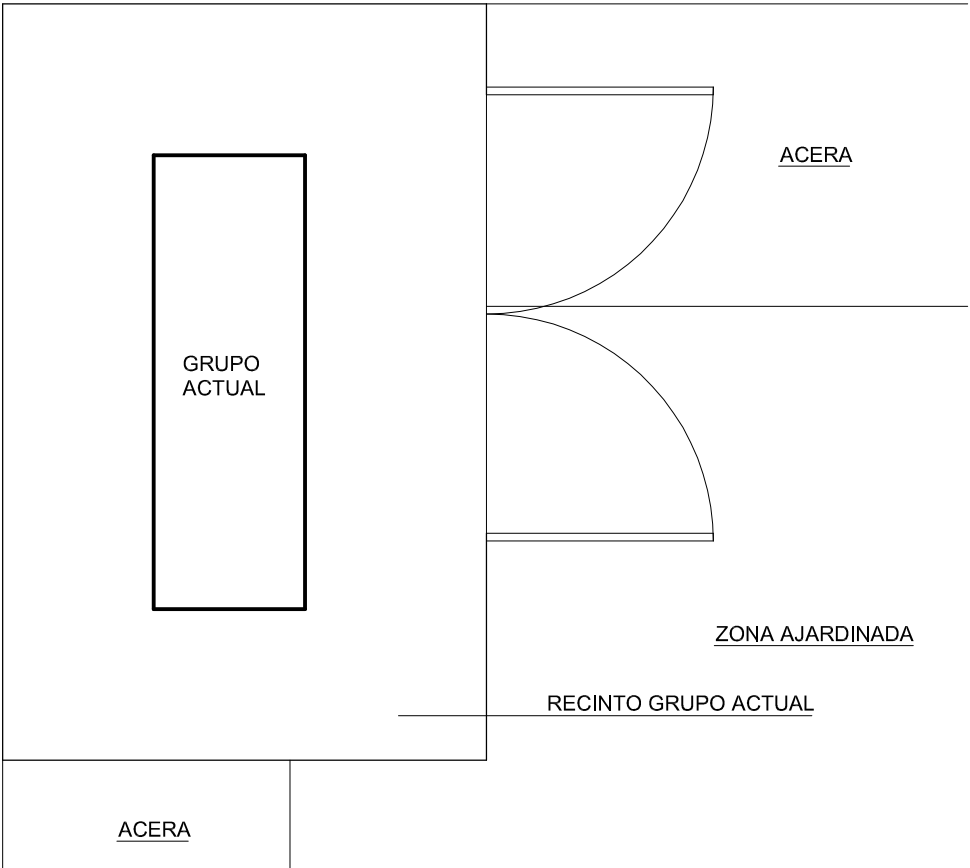 ACERA
GRUPO
ACTUAL
ZONA AJARDINADA
RECINTO GRUPO ACTUAL
ACERA